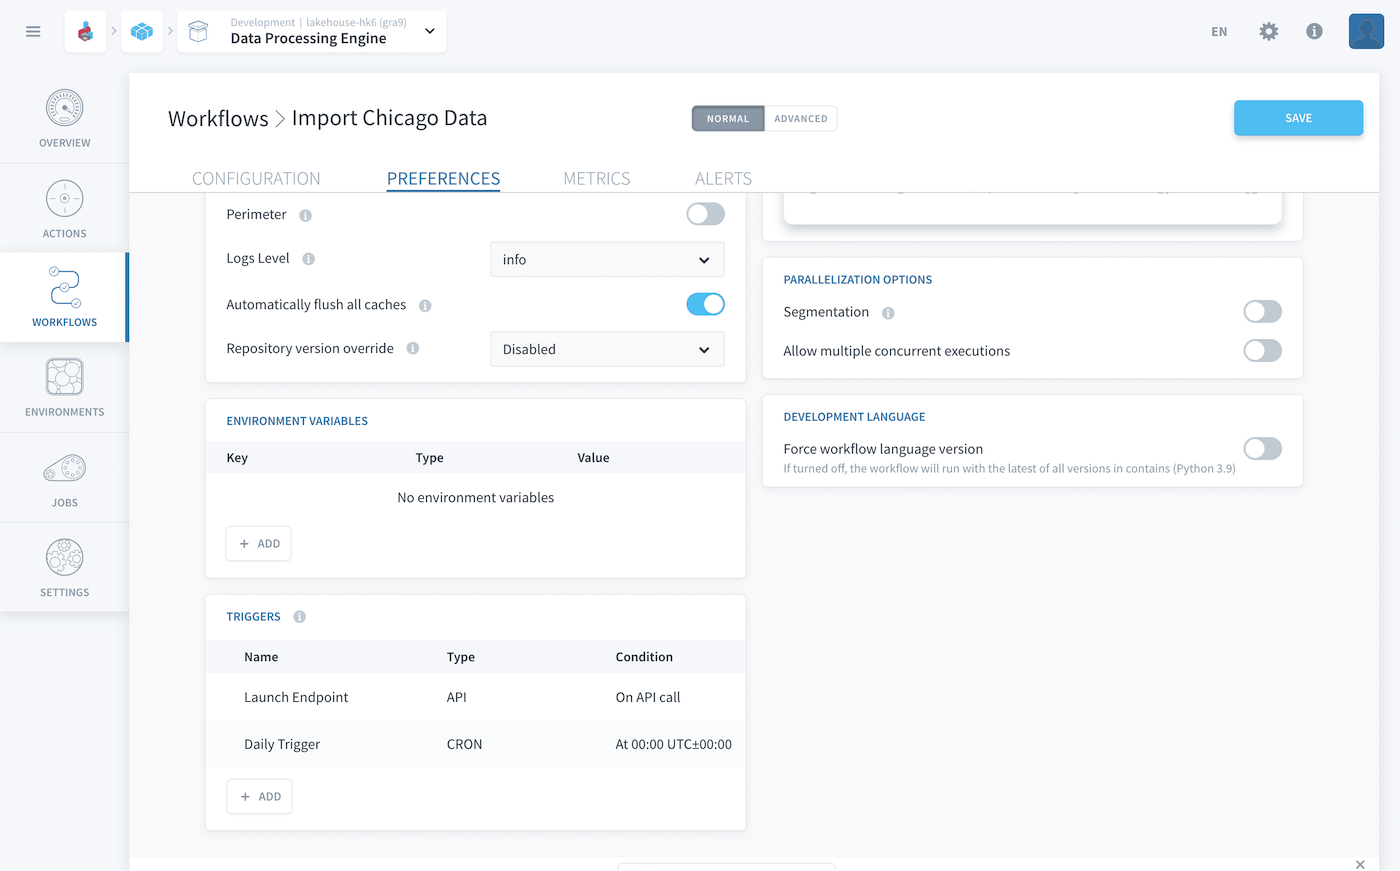 Development | lakehouse-hk6 (gra9)
Data Processing Engine
EN
OVERVIEW
ACTIONS
WORKFLOWS
ENVIRONMENTS
JOBS
SETTINGS
Workflows > Import Chicago Data
NORMAL ADVANCED
SAVE
CONFIGURATION PREFERENCES METRICS ALERTS
Perimeter
Logs Level info
Automatically flush all caches
Repository version override Disabled
ENVIRONMENT VARIABLES
Key Type Value
No environment variables
+ ADD
TRIGGERS
Name Type Condition
Launch Endpoint API On API call
Daily Trigger CRON At 00:00 UTC±00:00
+ ADD
PARALLELIZATION OPTIONS
Segmentation
Allow multiple concurrent executions
DEVELOPMENT LANGUAGE
Force workflow language version
If turned off, the workflow will run with the latest of all versions in contains (Python 3.9)